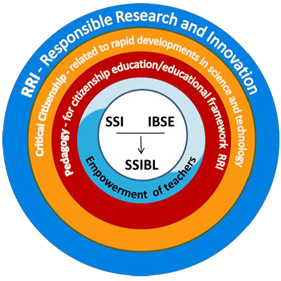 RRI - Responsible Research and Innovation
Critical Citizenship - related to rapid developments in science and technology
Pedagogy - for citizenship education/educational framework RRI
SSI IBSE
SSIBL
Empowerment of teachers